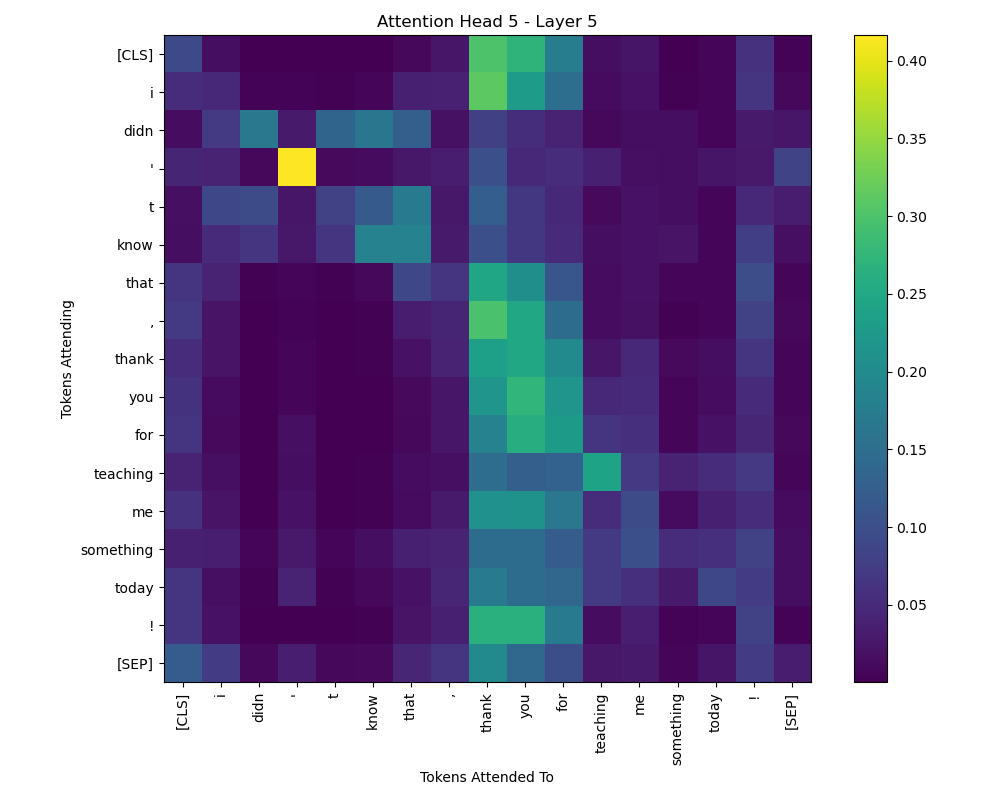 Attention Head 5 - Layer 5
[CLS]
i
didn
'
t
know
that
,
thank
you
for
teaching
me
something
today
!
[SEP]
Tokens Attending
[CLS]
i
didn
'
t
know
that
,
thank
you
for
teaching
me
something
today
!
[SEP]
Tokens Attended To
0.40
0.35
0.30
0.25
0.20
0.15
0.10
0.05